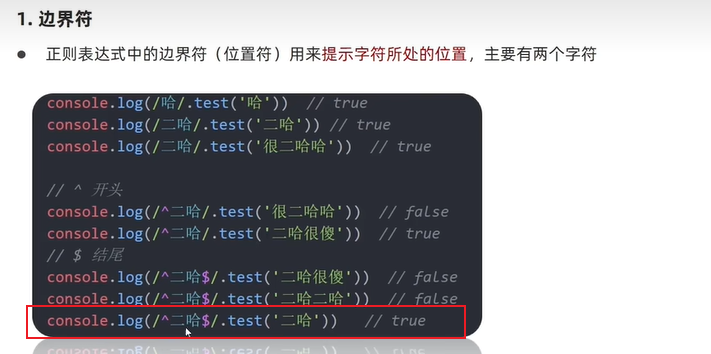 1. 边界符
● 正则表达式中的边界符（位置符）用来提示字符所处的位置，主要有两个字符
console.log(/哈/.test('哈')) // true
console.log(/二哈/.test('二哈')) // true
console.log(/二哈/.test('很二哈哈')) // true
// ^ 开头
console.log(/^二哈/.test('很二哈哈')) // false
console.log(/^二哈/.test('二哈很傻')) // true
// $ 结尾
console.log(/^二哈$/.test('二哈很傻')) // false
console.log(/^二哈$/.test('二哈二哈')) // false
console.log(/^二哈$/.test('二哈')) // true